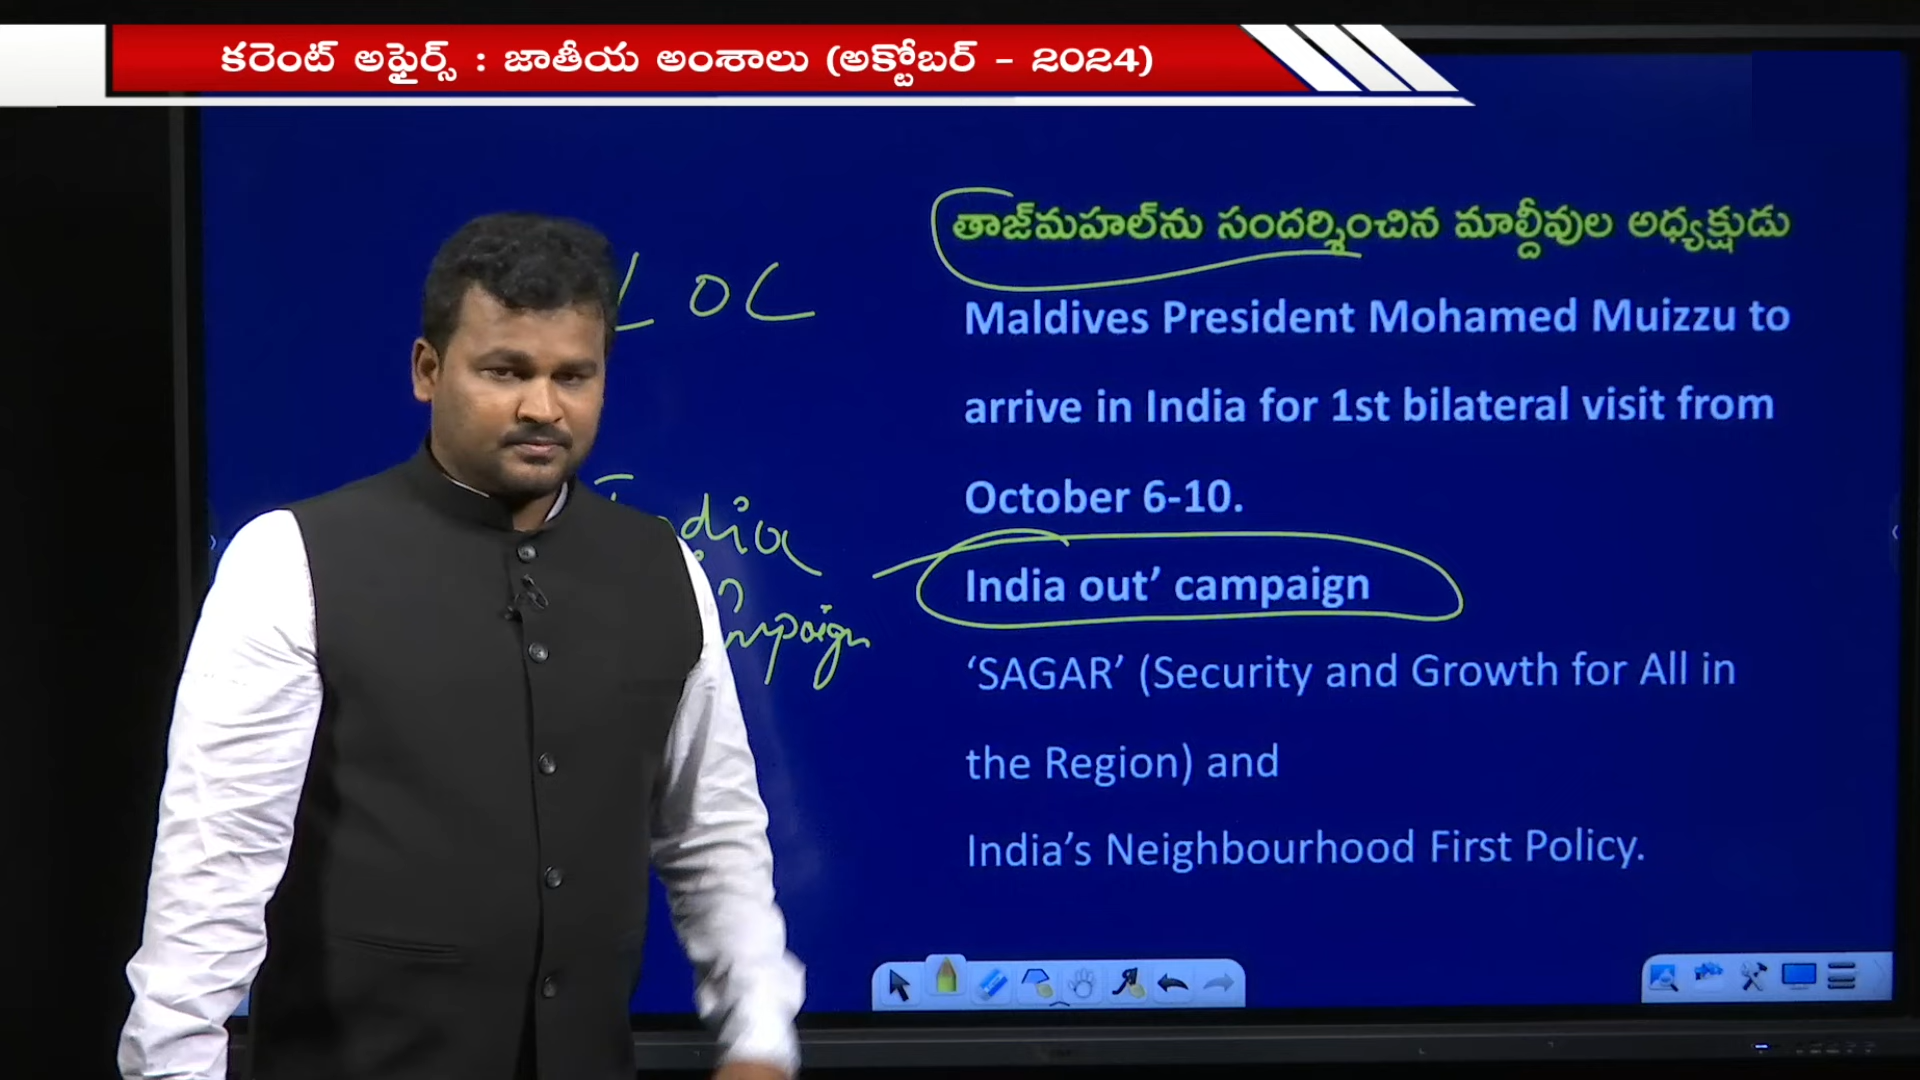 కరెంట్ అఫైర్స్ : జాతీయ అంశాలు (అక్టోబర్ - 2024)
తాజ్‌మహల్‌ను సందర్శించిన మాల్దీవుల అధ్యక్షుడు
LOC
Maldives President Mohamed Muizzu to
arrive in India for 1st bilateral visit from
October 6-10.
India out’ campaign
‘SAGAR’ (Security and Growth for All in
the Region) and
India’s Neighbourhood First Policy.